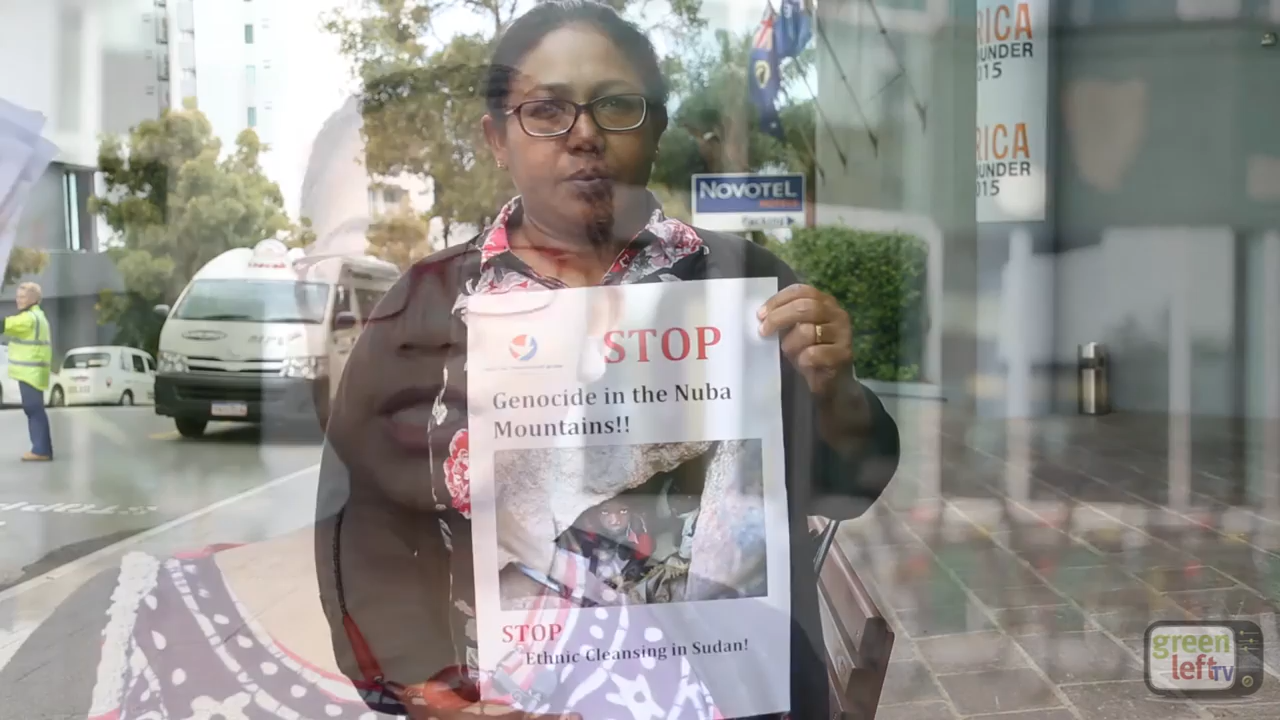 RICA
UNDER
015
RICA
UNDER
015
NOVOTEL
Parking
STOP
Genocide in the Nuba
Mountains!!
STOP
Ethnic Cleansing in Sudan!
green
left TV